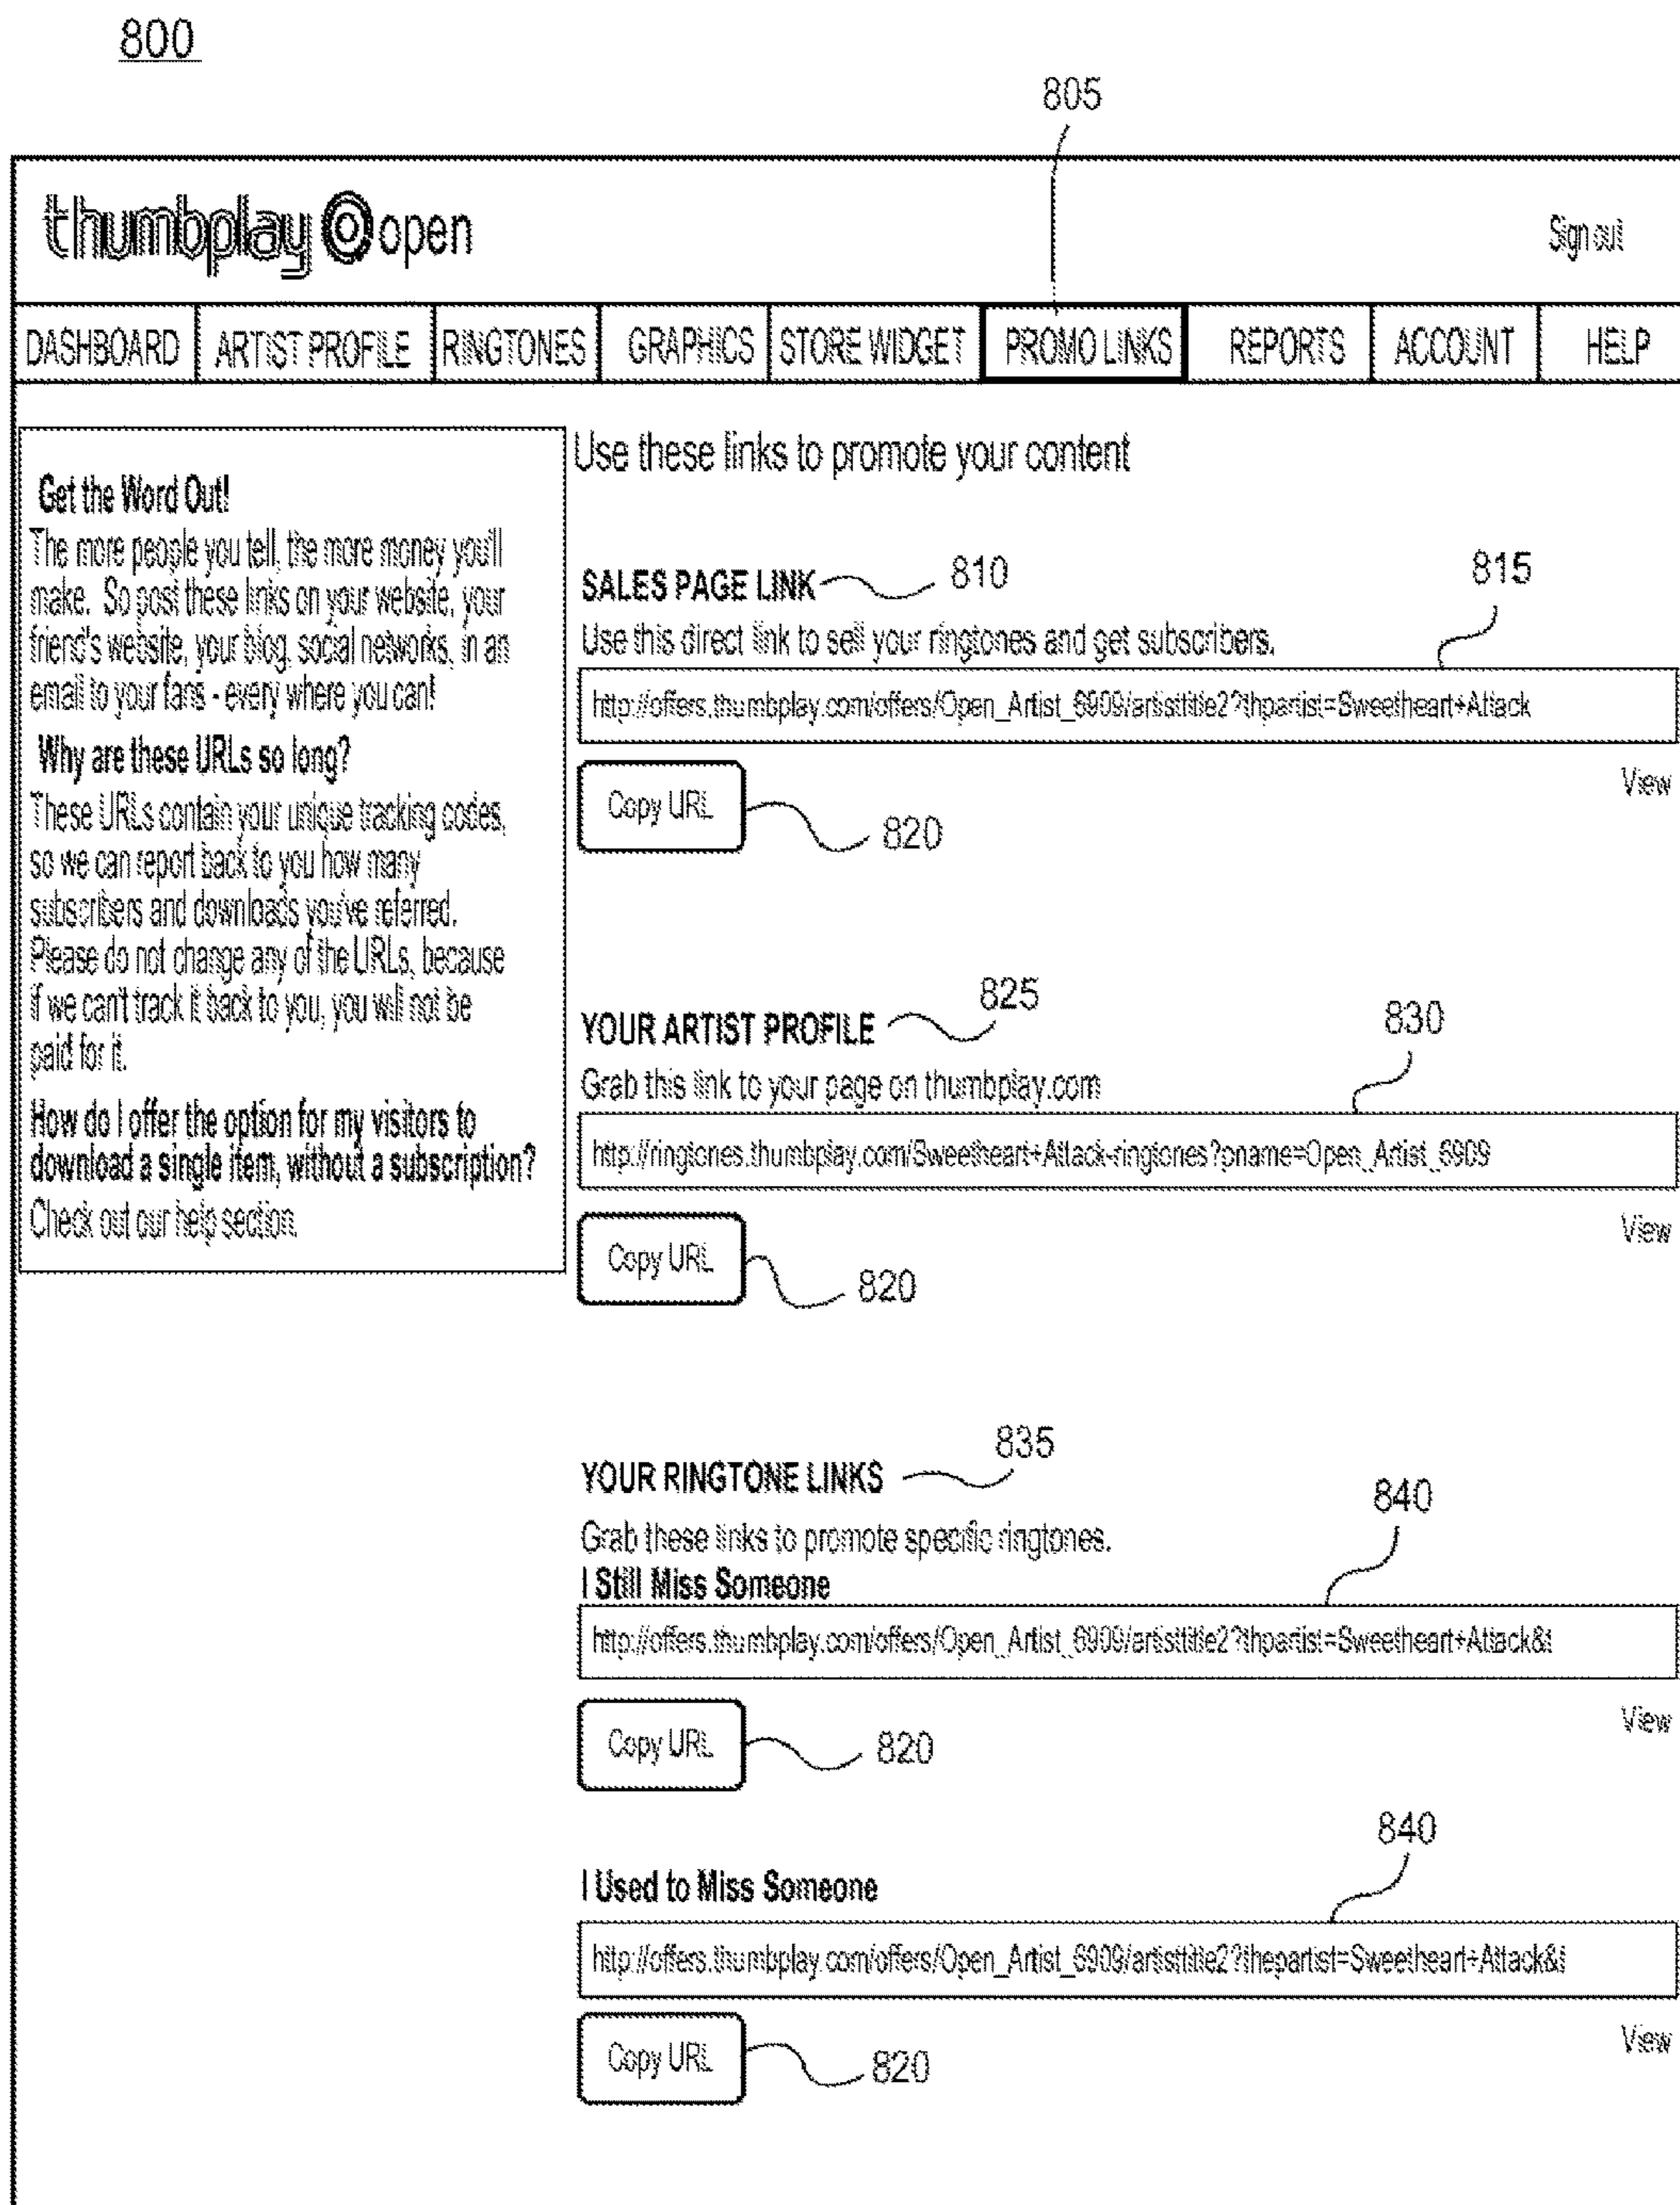 800
805
thumbplay open
Sign out
DASHBOARD ARTIST PROFILE RINGTONES GRAPHICS STORE WIDGET PROMO LINKS REPORTS ACCOUNT HELP
Get the Word Out!
The more people you tell, the more money you'll
make. So post these links on your website, your
friend's website, your blog, social networks, in an
email to your fans - every where you can!
Why are these URLs so long?
These URLs contain your unique tracking codes,
so we can report back to you how many
subscribers and downloads you've referred.
Please do not change any of the URLs, because
if we can't track it back to you, you will not be
paid for it.
How do I offer the option for my visitors to
download a single item, without a subscription?
Check out our help section.
Use these links to promote your content
SALES PAGE LINK 810
815
Use this direct link to sell your ringtones and get subscribers.
http://offers.thumbplay.com/offers/Open_Artist_6909/artisttitle2?thpartist=Sweetheart+Attack
Copy URL 820
View
YOUR ARTIST PROFILE 825
830
Grab this link to your page on thumbplay.com
http://ringtones.thumbplay.com/Sweetheart+Attack-ringtones?pname=Open_Artist_6909
Copy URL 820
View
YOUR RINGTONE LINKS 835
840
Grab these links to promote specific ringtones.
I Still Miss Someone
http://offers.thumbplay.com/offers/Open_Artist_6909/artisttitle2?thpartist=Sweetheart+Attack&t
Copy URL 820
View
840
I Used to Miss Someone
http://offers.thumbplay.com/offers/Open_Artist_6909/artisttitle2?thepartist=Sweetheart+Attack&t
Copy URL 820
View